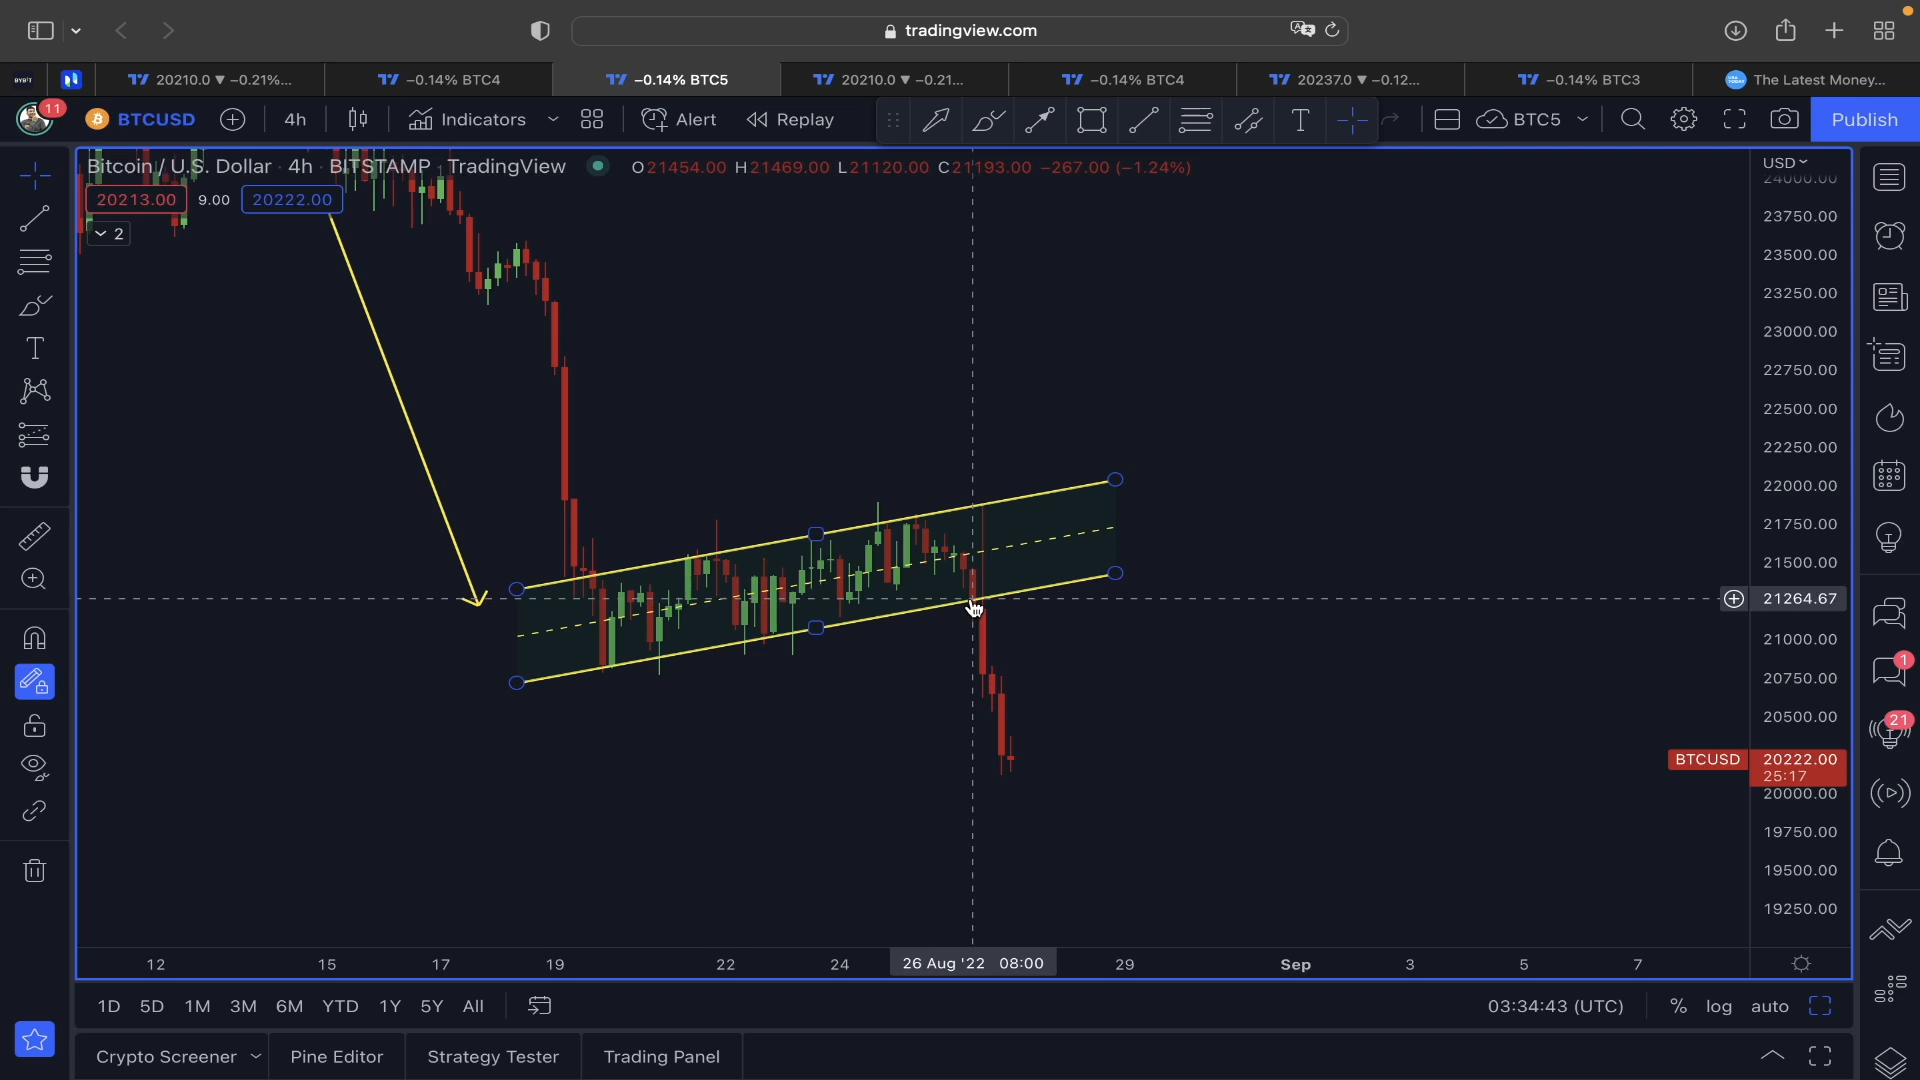 tradingview.com
BYBIT
20210.0 ▼ −0.21%...
−0.14% BTC4
−0.14% BTC5
20210.0 ▼ −0.21...
−0.14% BTC4
20237.0 ▼ −0.12...
−0.14% BTC3
The Latest Money...
11
BTCUSD
4h
Indicators
Alert
Replay
T
BTC5
Publish
Bitcoin / U.S. Dollar · 4h · BITSTAMP · TradingView
O21454.00 H21469.00 L21120.00 C21193.00 −267.00 (−1.24%)
USD
24000.00
20213.00
9.00
20222.00
2
23750.00
23500.00
23250.00
23000.00
22750.00
22500.00
22250.00
22000.00
21750.00
21500.00
21264.67
21000.00
20750.00
20500.00
BTCUSD
20222.00
25:17
20000.00
19750.00
19500.00
19250.00
1
21
12
15
17
19
22
24
26 Aug '22 08:00
29
Sep
3
5
7
1D
5D
1M
3M
6M
YTD
1Y
5Y
All
03:34:43 (UTC)
%
log
auto
Crypto Screener
Pine Editor
Strategy Tester
Trading Panel